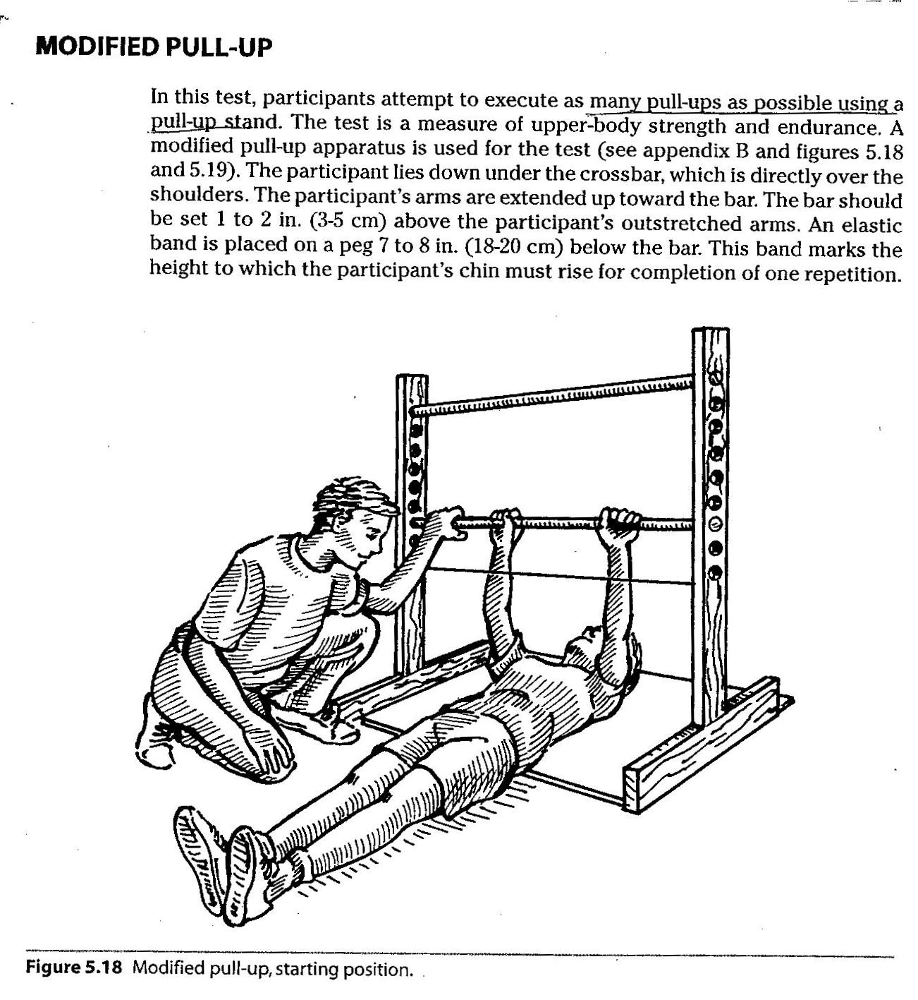 MODIFIED PULL-UP
In this test, participants attempt to execute as many pull-ups as possible using a
pull-up stand. The test is a measure of upper-body strength and endurance. A
modified pull-up apparatus is used for the test (see appendix B and figures 5.18
and 5.19). The participant lies down under the crossbar, which is directly over the
shoulders. The participant's arms are extended up toward the bar. The bar should
be set 1 to 2 in. (3-5 cm) above the participant's outstretched arms. An elastic
band is placed on a peg 7 to 8 in. (18-20 cm) below the bar. This band marks the
height to which the participant's chin must rise for completion of one repetition.
Figure 5.18 Modified pull-up, starting position.